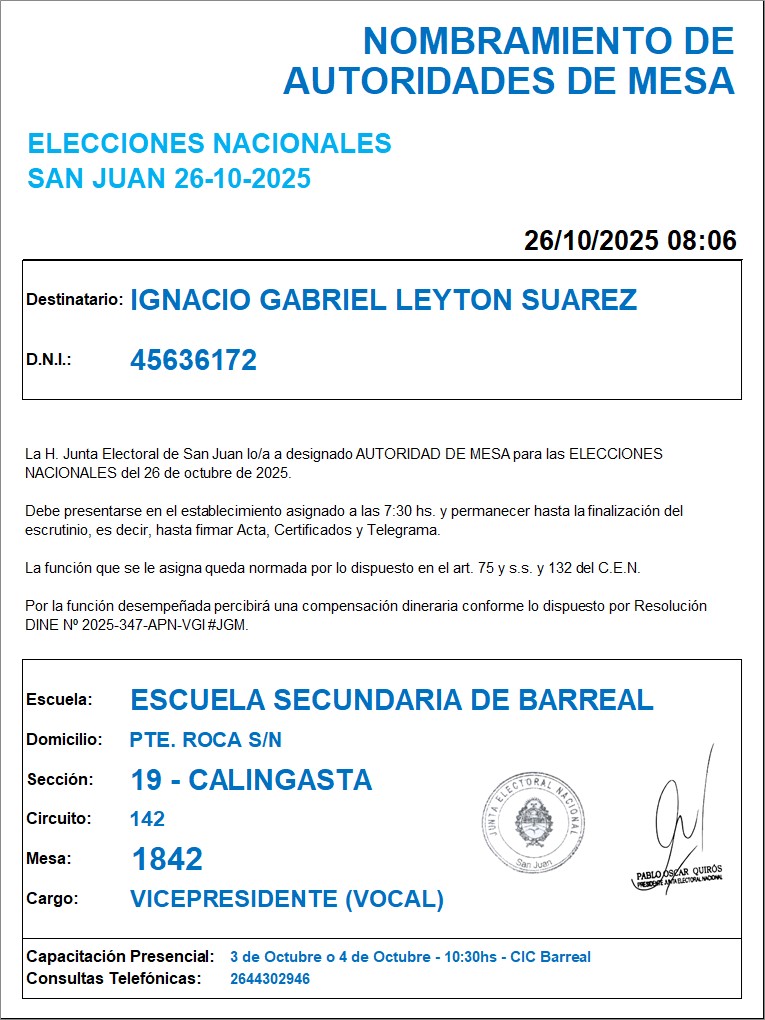 NOMBRAMIENTO DE
AUTORIDADES DE MESA
ELECCIONES NACIONALES
SAN JUAN 26-10-2025
26/10/2025 08:06
Destinatario: IGNACIO GABRIEL LEYTON SUAREZ
D.N.I.: 45636172
La H. Junta Electoral de San Juan lo/a a designado AUTORIDAD DE MESA para las ELECCIONES
NACIONALES del 26 de octubre de 2025.
Debe presentarse en el establecimiento asignado a las 7:30 hs. y permanecer hasta la finalización del
escrutinio, es decir, hasta firmar Acta, Certificados y Telegrama.
La función que se le asigna queda normada por lo dispuesto en el art. 75 y s.s. y 132 del C.E.N.
Por la función desempeñada percibirá una compensación dineraria conforme lo dispuesto por Resolución
DINE Nº 2025-347-APN-VGI#JGM.
Escuela: ESCUELA SECUNDARIA DE BARREAL
Domicilio: PTE. ROCA S/N
Sección: 19 - CALINGASTA
Circuito: 142
Mesa: 1842
Cargo: VICEPRESIDENTE (VOCAL)
JUNTA ELECTORAL NACIONAL
San Juan
PABLO OSCAR QUIRÓS
PRESIDENTE JUNTA ELECTORAL NACIONAL
Capacitación Presencial: 3 de Octubre o 4 de Octubre - 10:30hs - CIC Barreal
Consultas Telefónicas: 2644302946